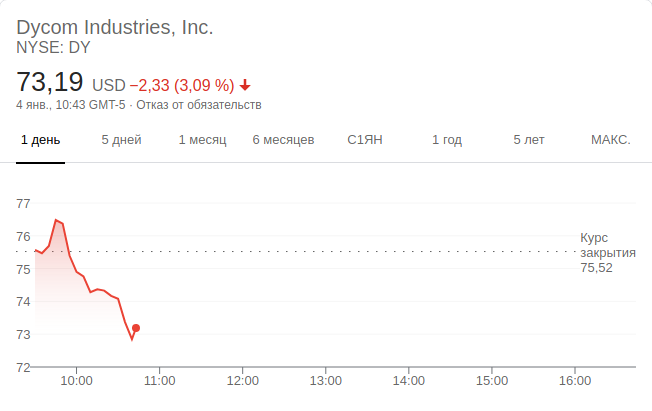 Dycom Industries, Inc.
NYSE: DY
73,19 USD −2,33 (3,09 %)
4 янв., 10:43 GMT-5 · Отказ от обязательств
1 день 5 дней 1 месяц 6 месяцев С1ЯН 1 год 5 лет МАКС.
77
76
Курс
закрытия
75,52
75
74
73
72
10:00 11:00 12:00 13:00 14:00 15:00 16:00